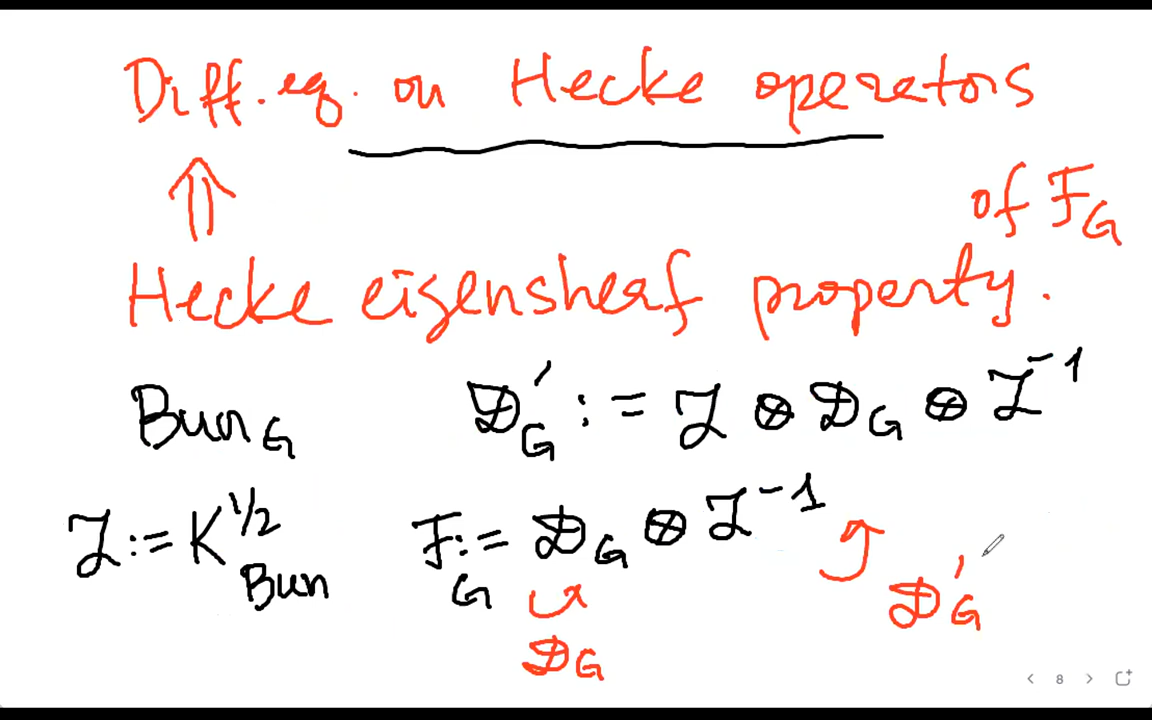 Diff. eq. on Hecke operators
⇑ of F_G
Hecke eigensheaf property.
Bun_G D'_G := L ⊗ D_G ⊗ L^{-1}
L := K^{1/2}_{Bun} F_G := D_G ⊗ L^{-1}
D_G D'_G
8